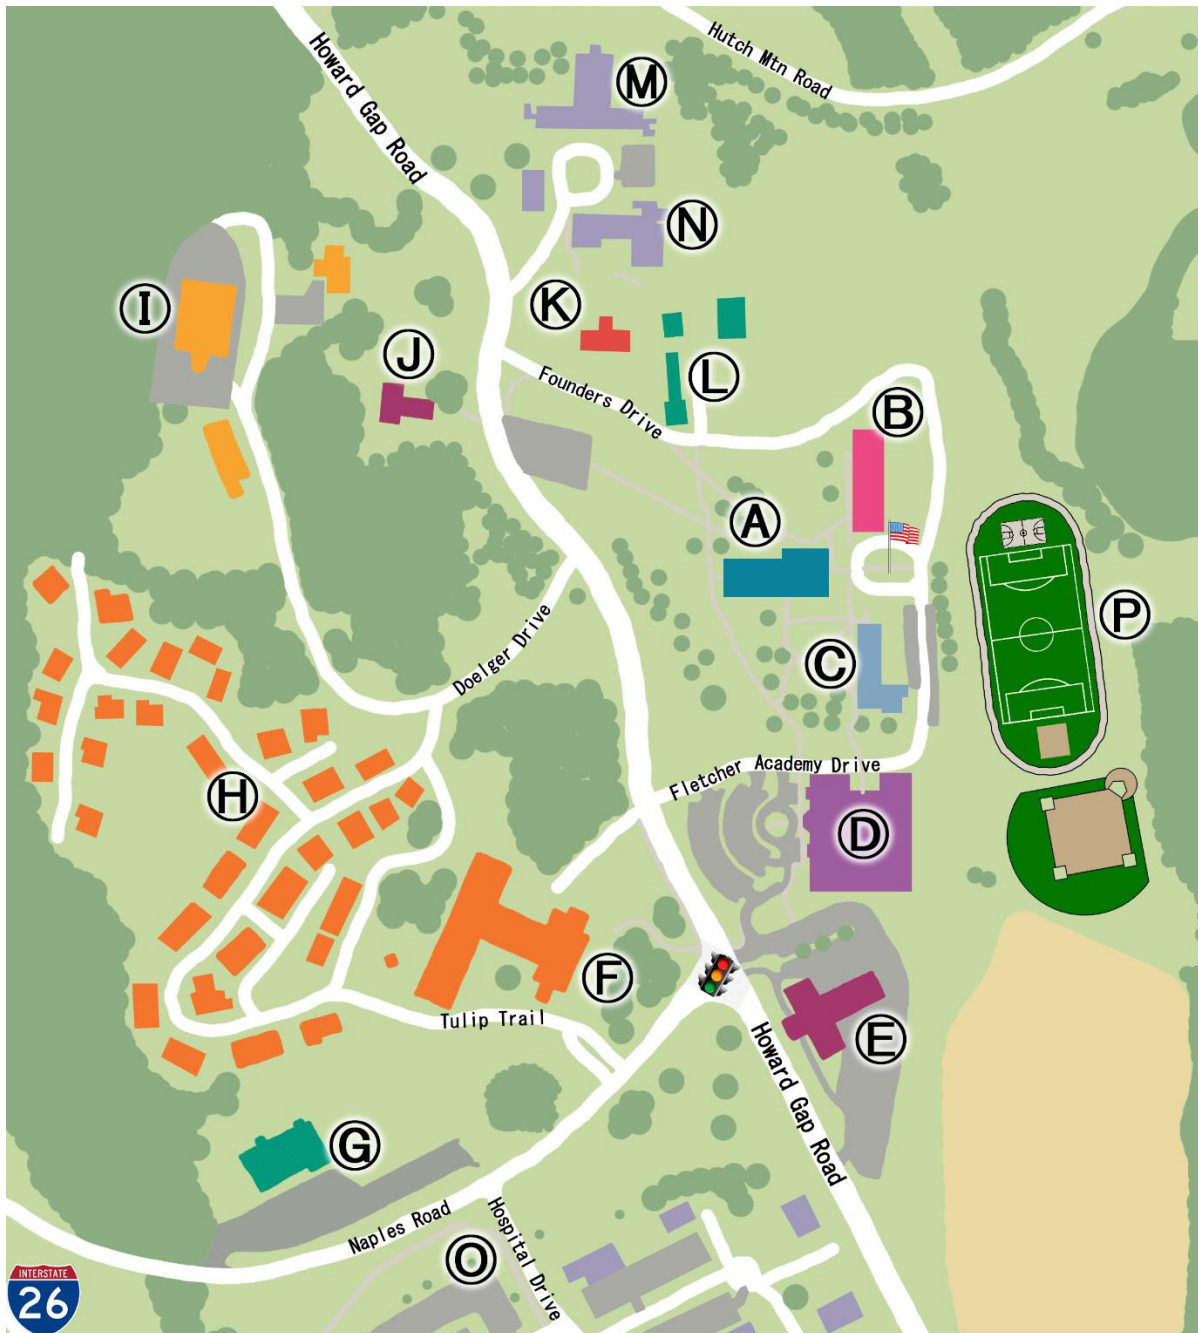 Hutch Mtn Road
Howard Gap Road
M
N
I
K
J
L
Founders Drive
B
A
P
Doelger Drive
C
Fletcher Academy Drive
H
D
F
Tulip Trail
E
Howard Gap Road
G
Naples Road
Hospital Drive
O
INTERSTATE
26